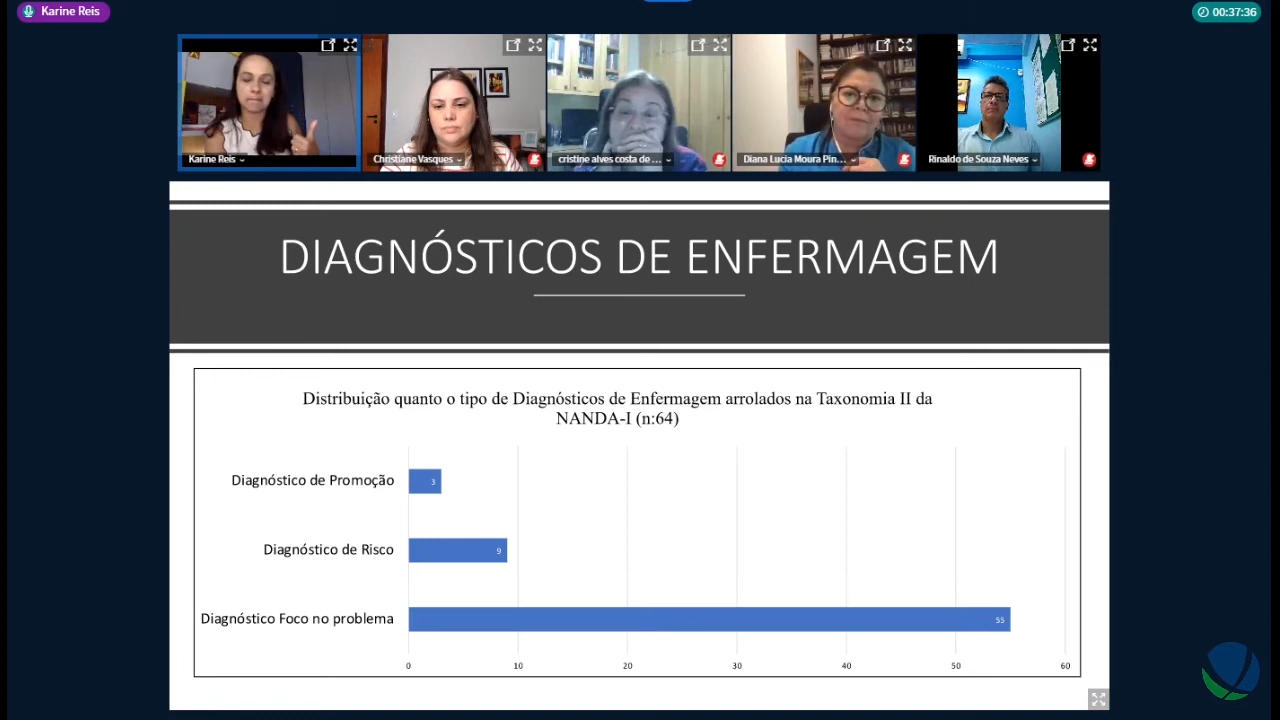 Karine Reis
00:37:36
Karine Reis
Christiane Vasques
cristine alves costa de ...
Diana Lucia Moura Pin...
Rinaldo de Souza Neves
DIAGNÓSTICOS DE ENFERMAGEM
Distribuição quanto o tipo de Diagnósticos de Enfermagem arrolados na Taxonomia II da
NANDA-I (n:64)
Diagnóstico de Promoção
3
Diagnóstico de Risco
9
Diagnóstico Foco no problema
55
0 10 20 30 40 50 60